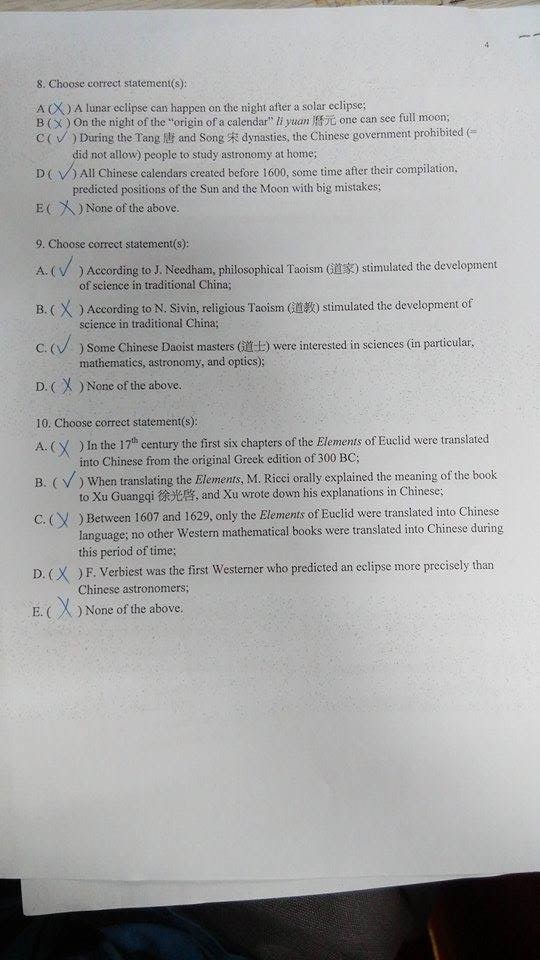 4
8. Choose correct statement(s):
A (X) A lunar eclipse can happen on the night after a solar eclipse;
B (X) On the night of the “origin of a calendar” li yuan 曆元 one can see full moon;
C ( ✓ ) During the Tang 唐 and Song 宋 dynasties, the Chinese government prohibited (=
did not allow) people to study astronomy at home;
D ( ✓ ) All Chinese calendars created before 1600, some time after their compilation,
predicted positions of the Sun and the Moon with big mistakes;
E ( X ) None of the above.
9. Choose correct statement(s):
A. ( ✓ ) According to J. Needham, philosophical Taoism (道家) stimulated the development
of science in traditional China;
B. ( X ) According to N. Sivin, religious Taoism (道教) stimulated the development of
science in traditional China;
C. ( ✓ ) Some Chinese Daoist masters (道士) were interested in sciences (in particular,
mathematics, astronomy, and optics);
D. ( X ) None of the above.
10. Choose correct statement(s):
A. ( X ) In the 17th century the first six chapters of the Elements of Euclid were translated
into Chinese from the original Greek edition of 300 BC;
B. ( ✓ ) When translating the Elements, M. Ricci orally explained the meaning of the book
to Xu Guangqi 徐光啓, and Xu wrote down his explanations in Chinese;
C. ( X ) Between 1607 and 1629, only the Elements of Euclid were translated into Chinese
language; no other Western mathematical books were translated into Chinese during
this period of time;
D. ( X ) F. Verbiest was the first Westerner who predicted an eclipse more precisely than
Chinese astronomers;
E. ( X ) None of the above.